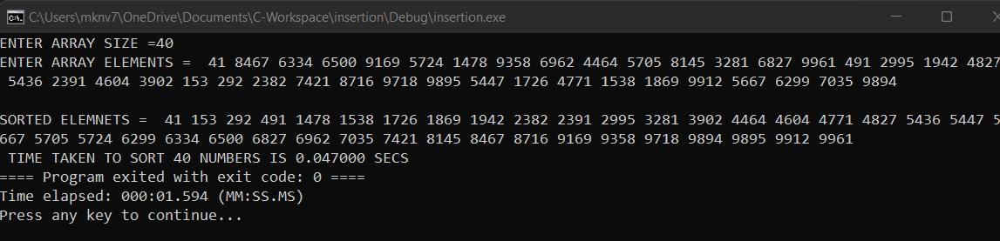 C:\Users\mknv7\OneDrive\Documents\C-Workspace\insertion\Debug\insertion.exe
ENTER ARRAY SIZE =40
ENTER ARRAY ELEMENTS =  41 8467 6334 6500 9169 5724 1478 9358 6962 4464 5705 8145 3281 6827 9961 491 2995 1942 4827
 5436 2391 4604 3902 153 292 2382 7421 8716 9718 9895 5447 1726 4771 1538 1869 9912 5667 6299 7035 9894
SORTED ELEMNETS =  41 153 292 491 1478 1538 1726 1869 1942 2382 2391 2995 3281 3902 4464 4604 4771 4827 5436 5447 5
667 5705 5724 6299 6334 6500 6827 6962 7035 7421 8145 8467 8716 9169 9358 9718 9894 9895 9912 9961
 TIME TAKEN TO SORT 40 NUMBERS IS 0.047000 SECS
==== Program exited with exit code: 0 ====
Time elapsed: 000:01.594 (MM:SS.MS)
Press any key to continue...